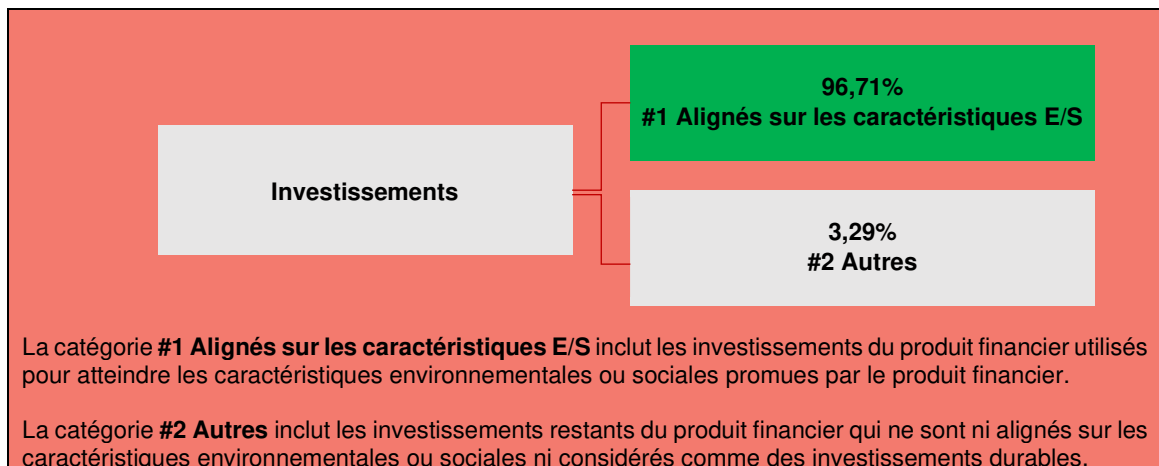 96,71%
#1 Alignés sur les caractéristiques E/S
Investissements
3,29%
#2 Autres
La catégorie #1 Alignés sur les caractéristiques E/S inclut les investissements du produit financier utilisés
pour atteindre les caractéristiques environnementales ou sociales promues par le produit financier.
La catégorie #2 Autres inclut les investissements restants du produit financier qui ne sont ni alignés sur les
caractéristiques environnementales ou sociales ni considérés comme des investissements durables.